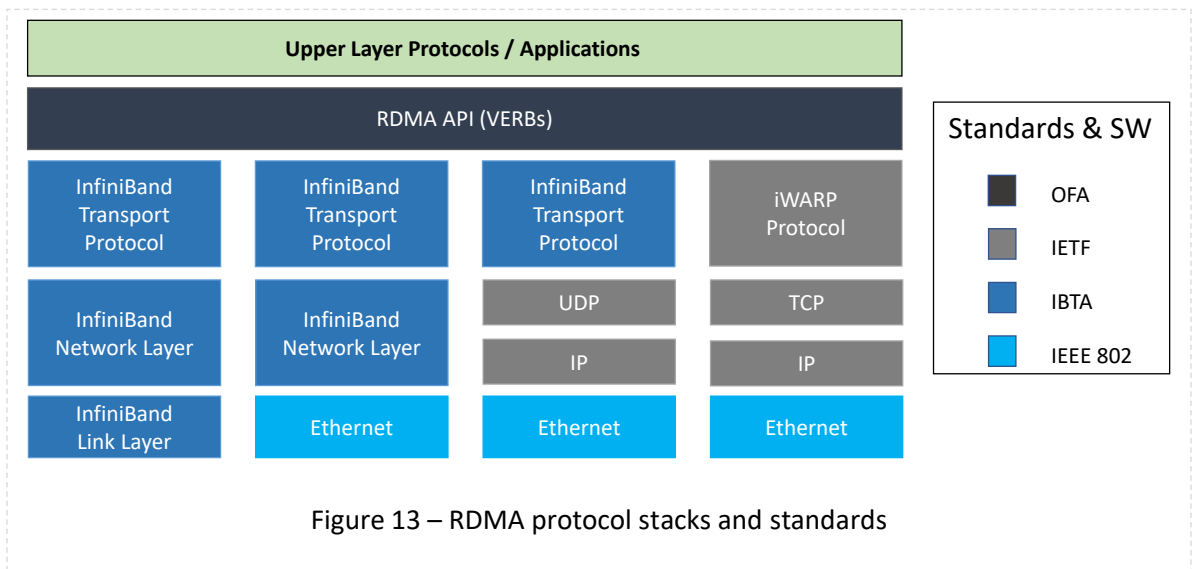 Upper Layer Protocols / Applications
RDMA API (VERBs)
InfiniBand
Transport
Protocol
InfiniBand
Transport
Protocol
InfiniBand
Transport
Protocol
iWARP
Protocol
InfiniBand
Network Layer
InfiniBand
Network Layer
UDP
IP
TCP
IP
InfiniBand
Link Layer
Ethernet
Ethernet
Ethernet
Standards & SW
OFA
IETF
IBTA
IEEE 802
Figure 13 – RDMA protocol stacks and standards